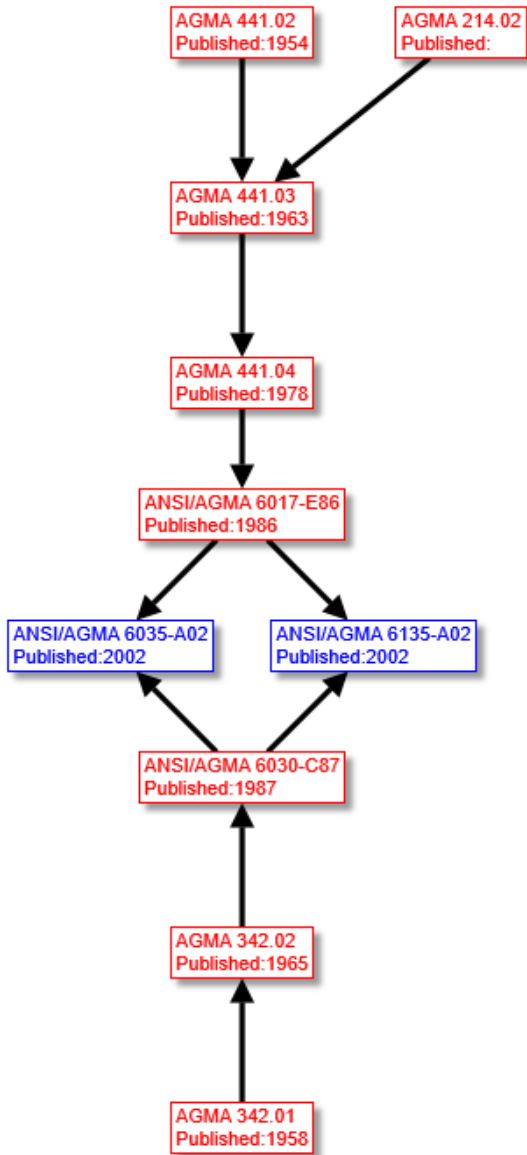 AGMA 441.02
Published:1954
AGMA 214.02
Published:
AGMA 441.03
Published:1963
AGMA 441.04
Published:1978
ANSI/AGMA 6017-E86
Published:1986
ANSI/AGMA 6035-A02
Published:2002
ANSI/AGMA 6135-A02
Published:2002
ANSI/AGMA 6030-C87
Published:1987
AGMA 342.02
Published:1965
AGMA 342.01
Published:1958